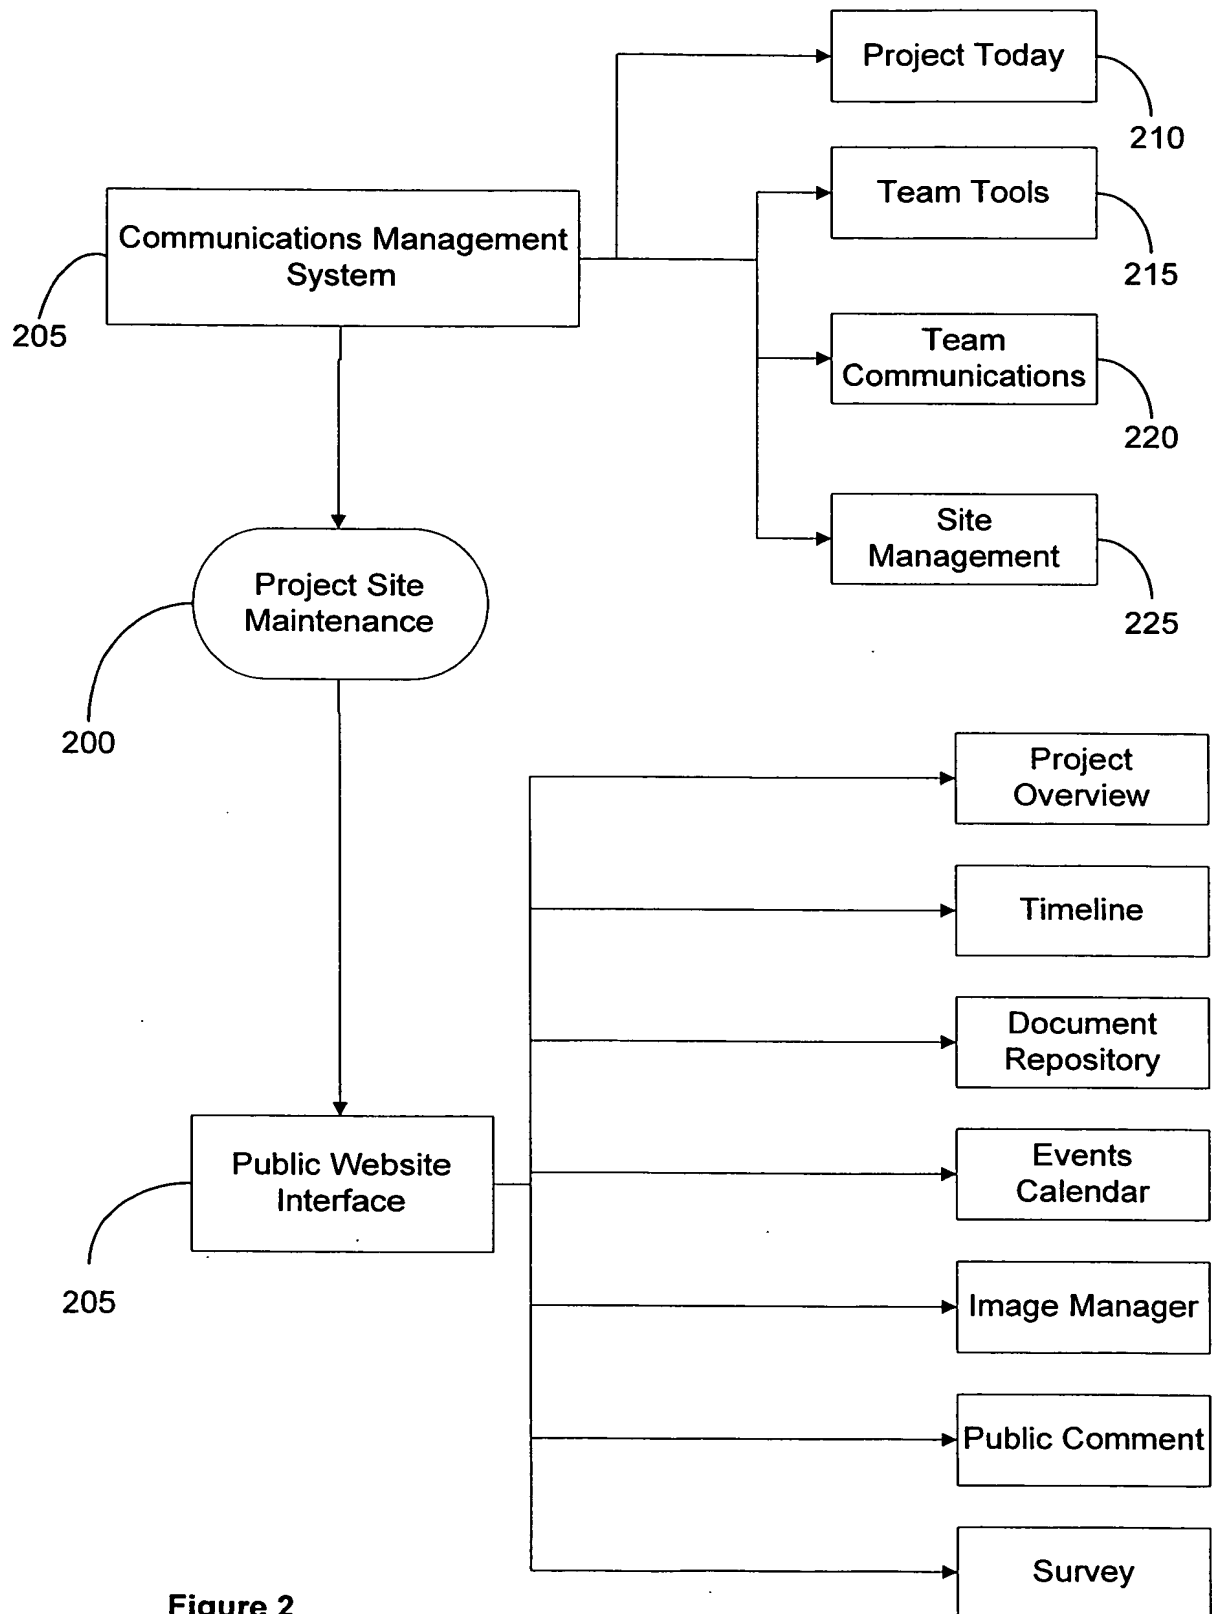 Project Today
210
Team Tools
215
Communications Management
System
205
Team
Communications
220
Site
Management
225
Project Site
Maintenance
200
Project
Overview
Timeline
Document
Repository
Public Website
Interface
205
Events
Calendar
Image Manager
Public Comment
Survey
Figure 2